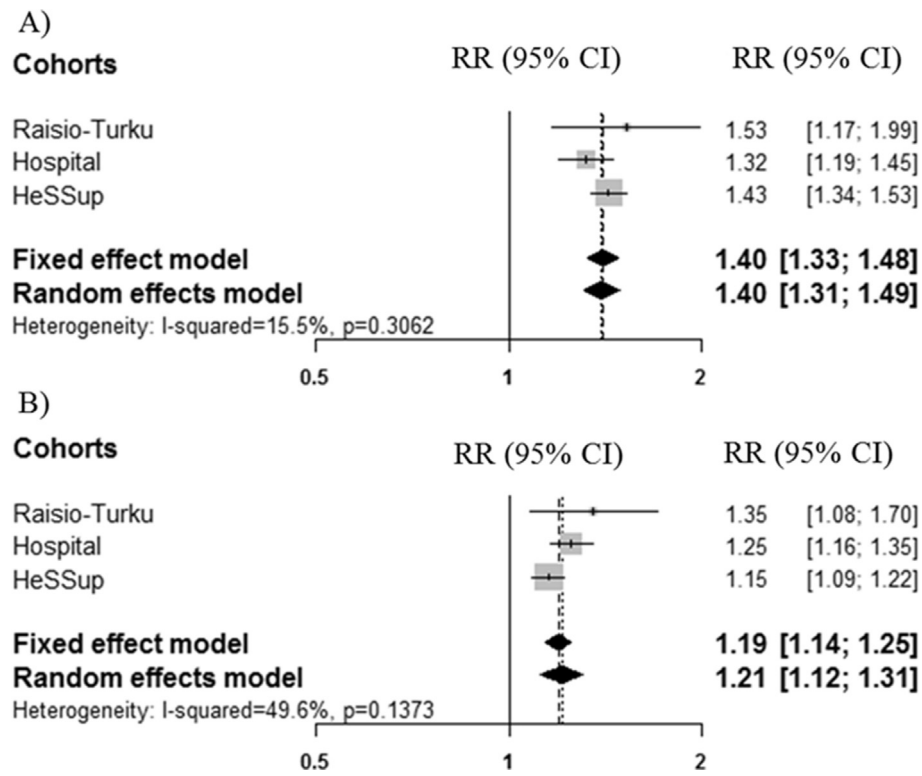 A)
Cohorts RR (95% CI) RR (95% CI)
Raisio-Turku 1.53 [1.17; 1.99]
Hospital 1.32 [1.19; 1.45]
HeSSup 1.43 [1.34; 1.53]
Fixed effect model 1.40 [1.33; 1.48]
Random effects model 1.40 [1.31; 1.49]
Heterogeneity: I-squared=15.5%, p=0.3062
0.5 1 2
B)
Cohorts RR (95% CI) RR (95% CI)
Raisio-Turku 1.35 [1.08; 1.70]
Hospital 1.25 [1.16; 1.35]
HeSSup 1.15 [1.09; 1.22]
Fixed effect model 1.19 [1.14; 1.25]
Random effects model 1.21 [1.12; 1.31]
Heterogeneity: I-squared=49.6%, p=0.1373
0.5 1 2